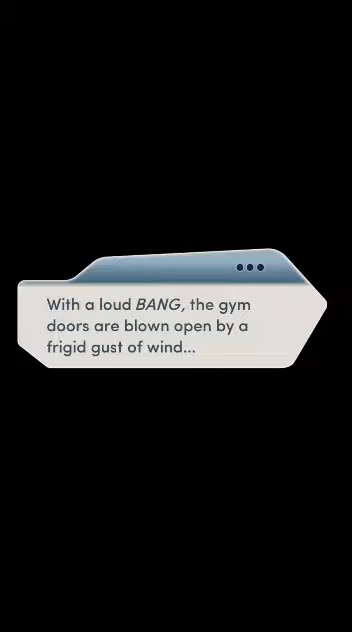 With a loud BANG, the gym
doors are blown open by a
frigid gust of wind...